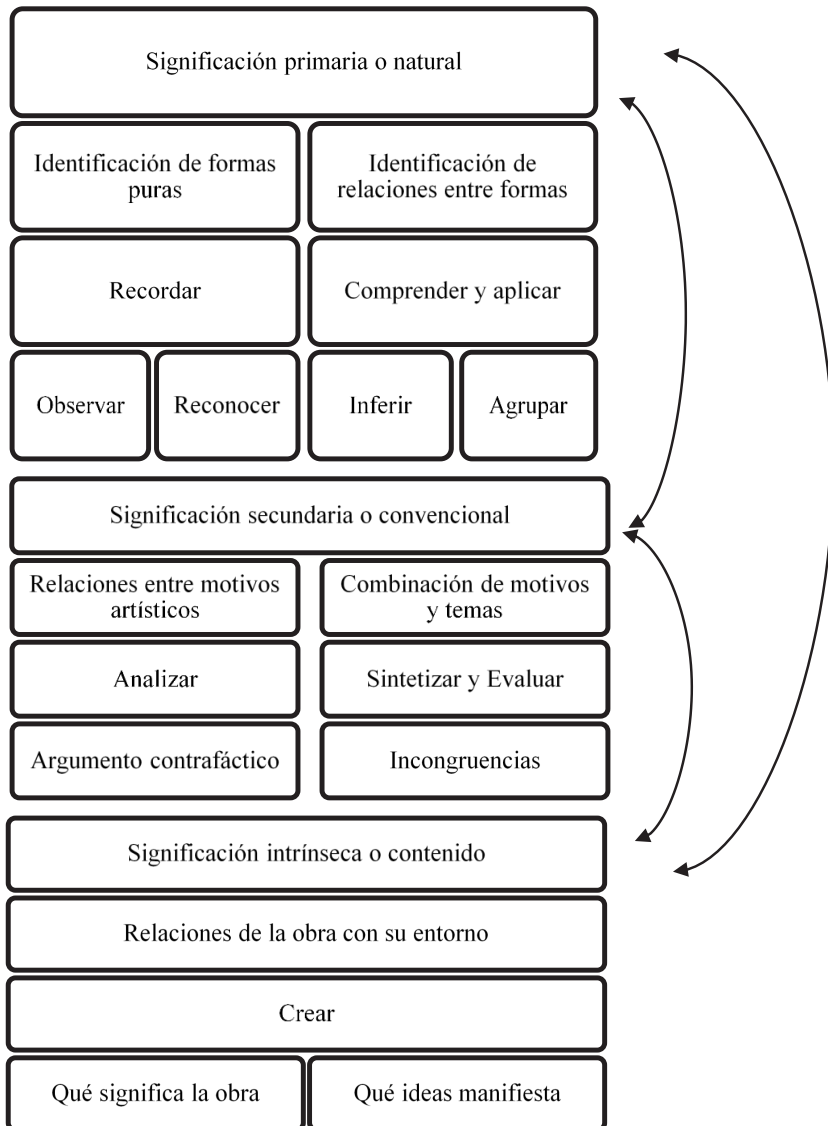 Significación primaria o natural
Identificación de formas
puras
Identificación de
relaciones entre formas
Recordar
Comprender y aplicar
Observar
Reconocer
Inferir
Agrupar
Significación secundaria o convencional
Relaciones entre motivos
artísticos
Combinación de motivos
y temas
Analizar
Sintetizar y Evaluar
Argumento contrafáctico
Incongruencias
Significación intrínseca o contenido
Relaciones de la obra con su entorno
Crear
Qué significa la obra
Qué ideas manifiesta